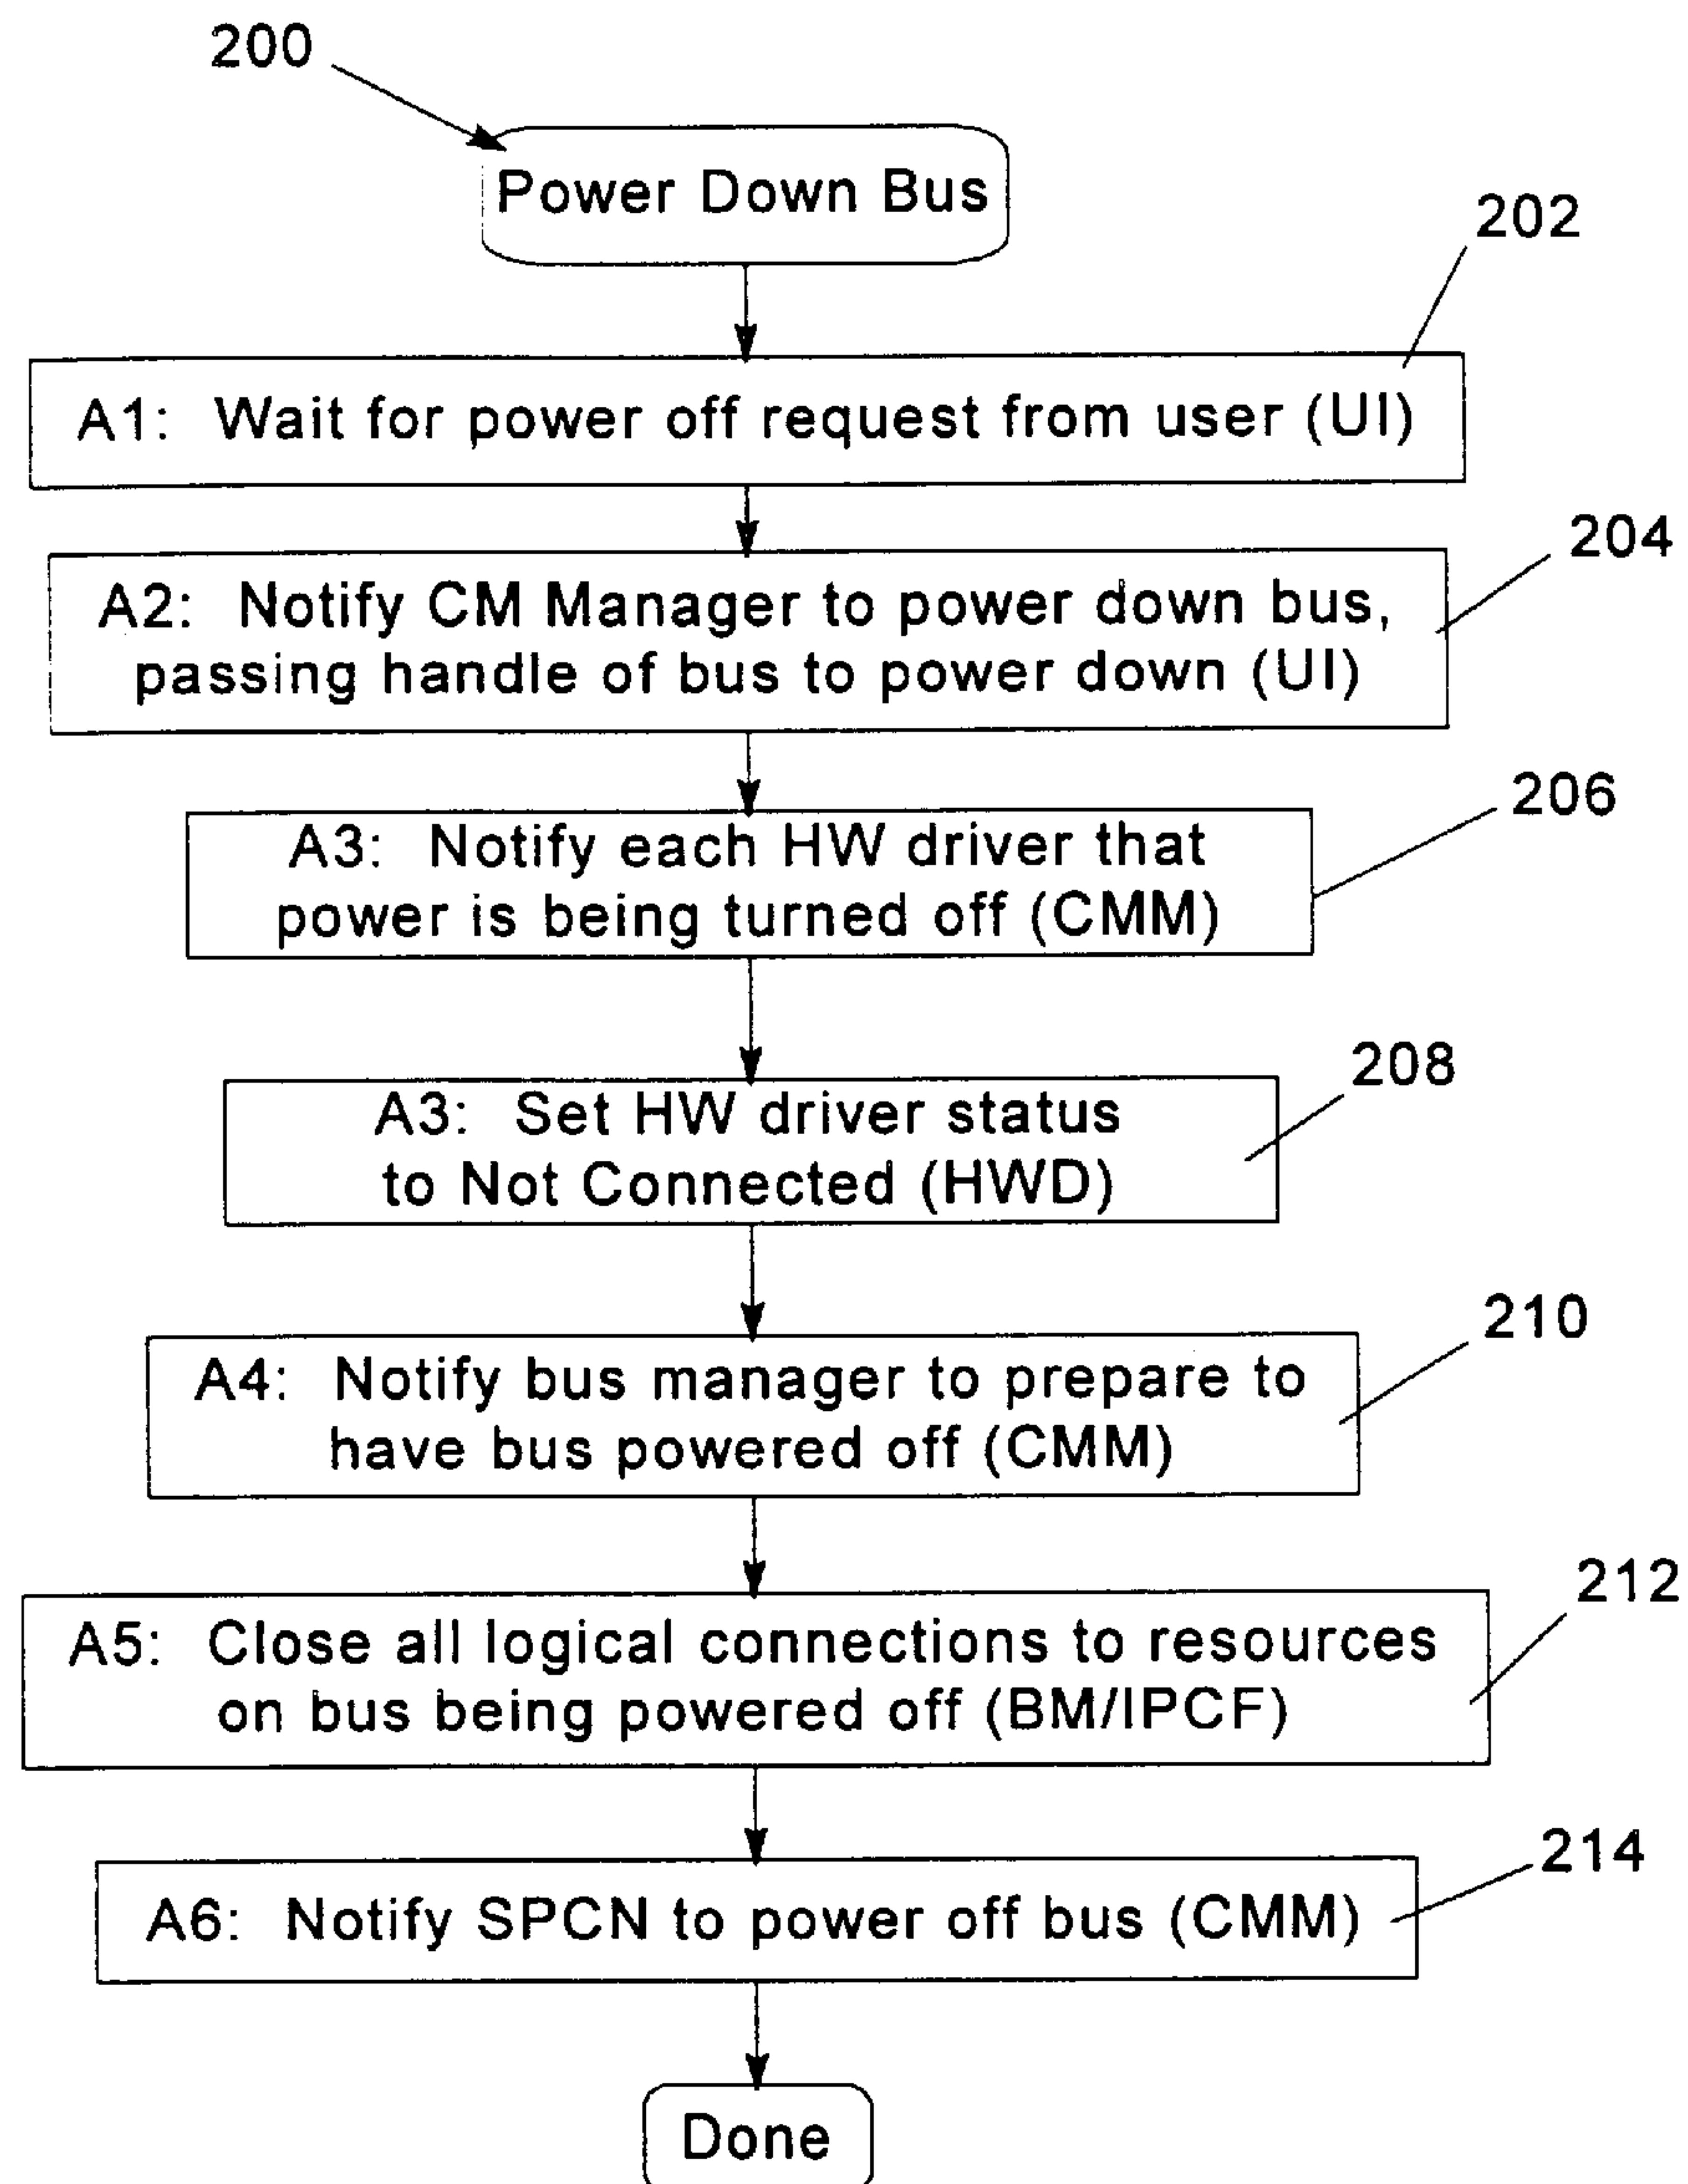 200
Power Down Bus
202
A1: Wait for power off request from user (UI)
204
A2: Notify CM Manager to power down bus,
passing handle of bus to power down (UI)
206
A3: Notify each HW driver that
power is being turned off (CMM)
208
A3: Set HW driver status
to Not Connected (HWD)
210
A4: Notify bus manager to prepare to
have bus powered off (CMM)
212
A5: Close all logical connections to resources
on bus being powered off (BM/IPCF)
214
A6: Notify SPCN to power off bus (CMM)
Done